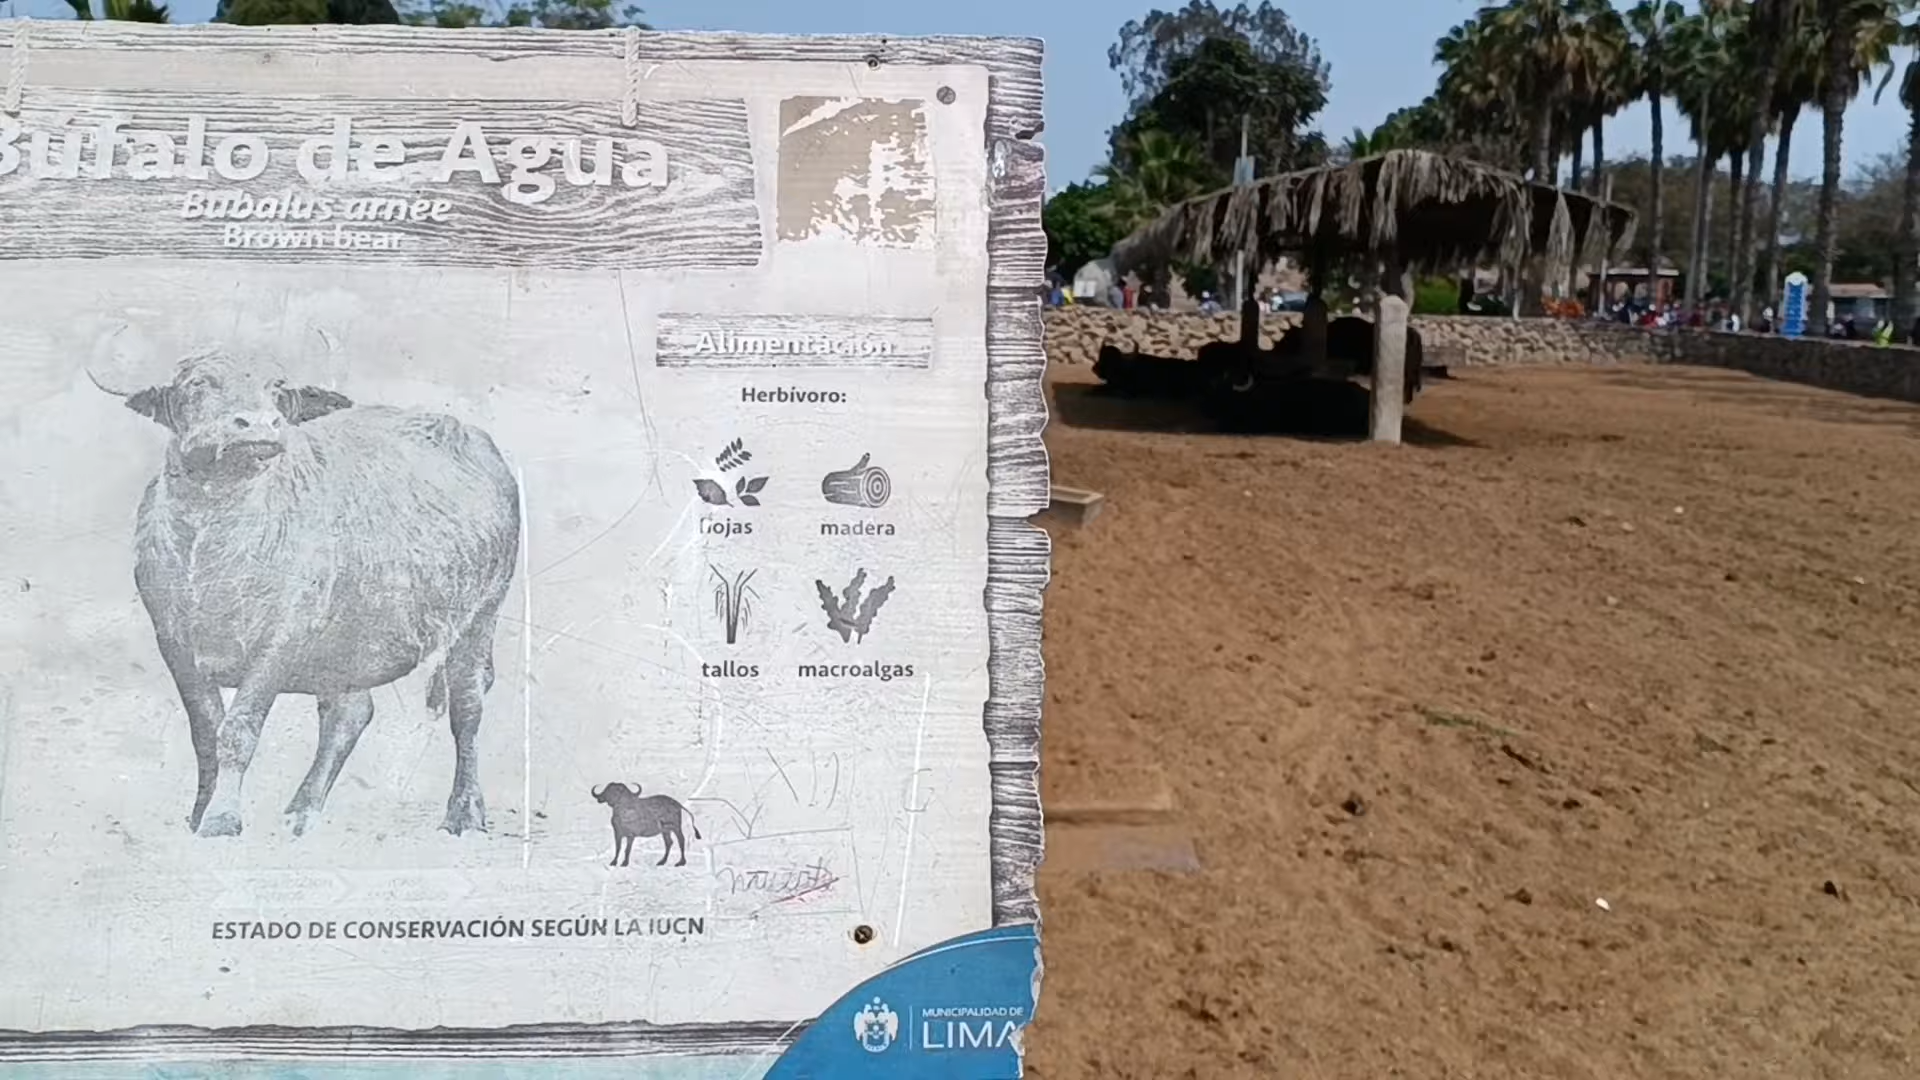 Búfalo de Agua
Bubalus arnee
Brown bear
Alimentación
Herbívoro:
hojas
madera
tallos
macroalgas
ESTADO DE CONSERVACIÓN SEGÚN LA IUCN
MUNICIPALIDAD DE
LIMA